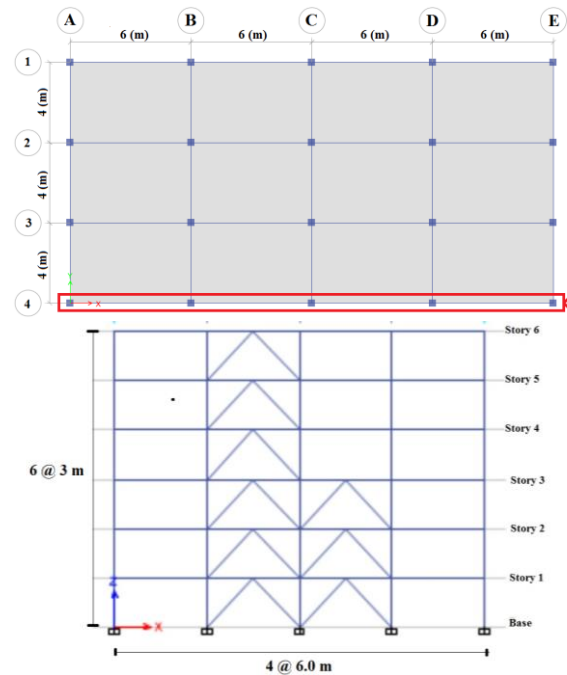 A B C D E
6 (m) 6 (m) 6 (m) 6 (m)
1
4 (m)
2
4 (m)
3
4 (m)
Y
4
X
Story 6
Story 5
Story 4
6 @ 3 m
Story 3
Story 2
Story 1
Z
X
Base
4 @ 6.0 m